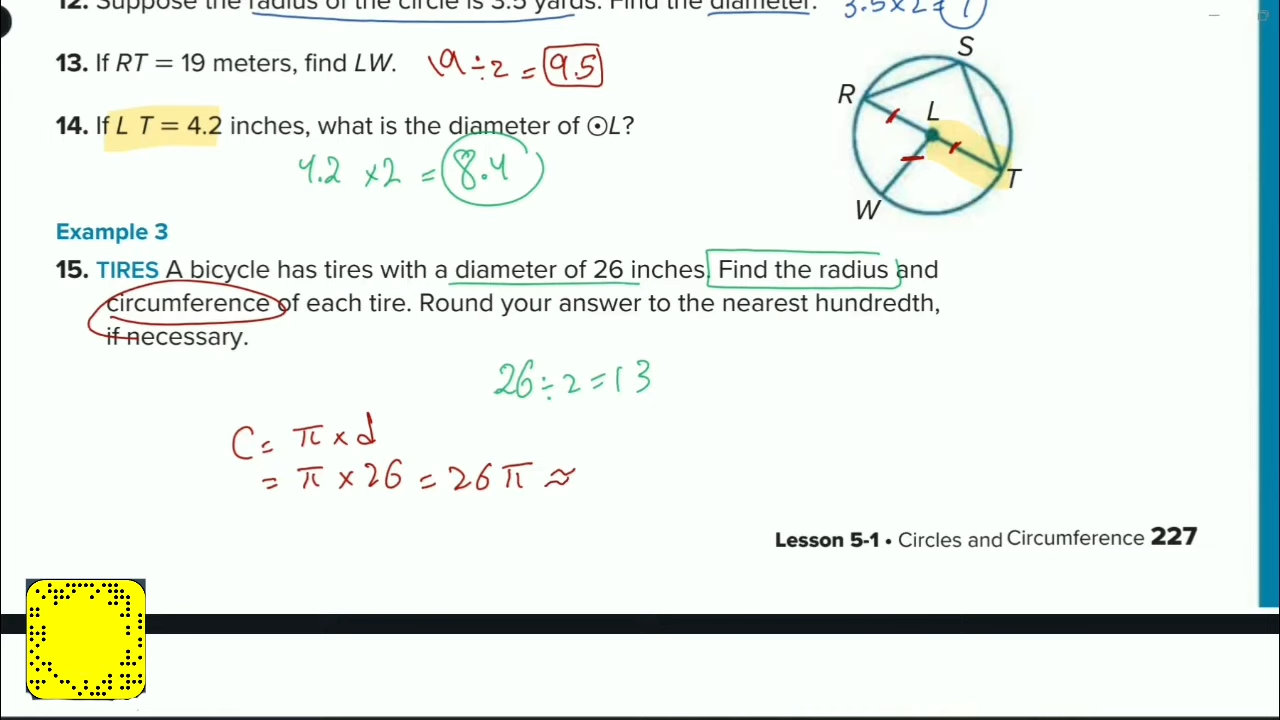 12. Suppose the radius of the circle is 3.5 yards. Find the diameter. 3.5×2=7
13. If RT = 19 meters, find LW. 19÷2=9.5
14. If L T = 4.2 inches, what is the diameter of ⊙L?
4.2 ×2 = 8.4
S
R
L
T
W
Example 3
15. TIRES A bicycle has tires with a diameter of 26 inches. Find the radius and
circumference of each tire. Round your answer to the nearest hundredth,
if necessary.
26÷2=13
C= π×d
= π×26 = 26π ≈
Lesson 5-1 • Circles and Circumference 227